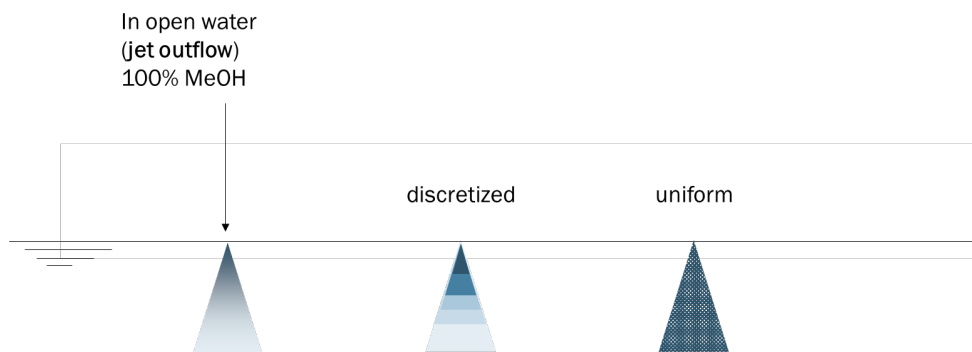 In open water
(jet outflow)
100% MeOH
discretized
uniform